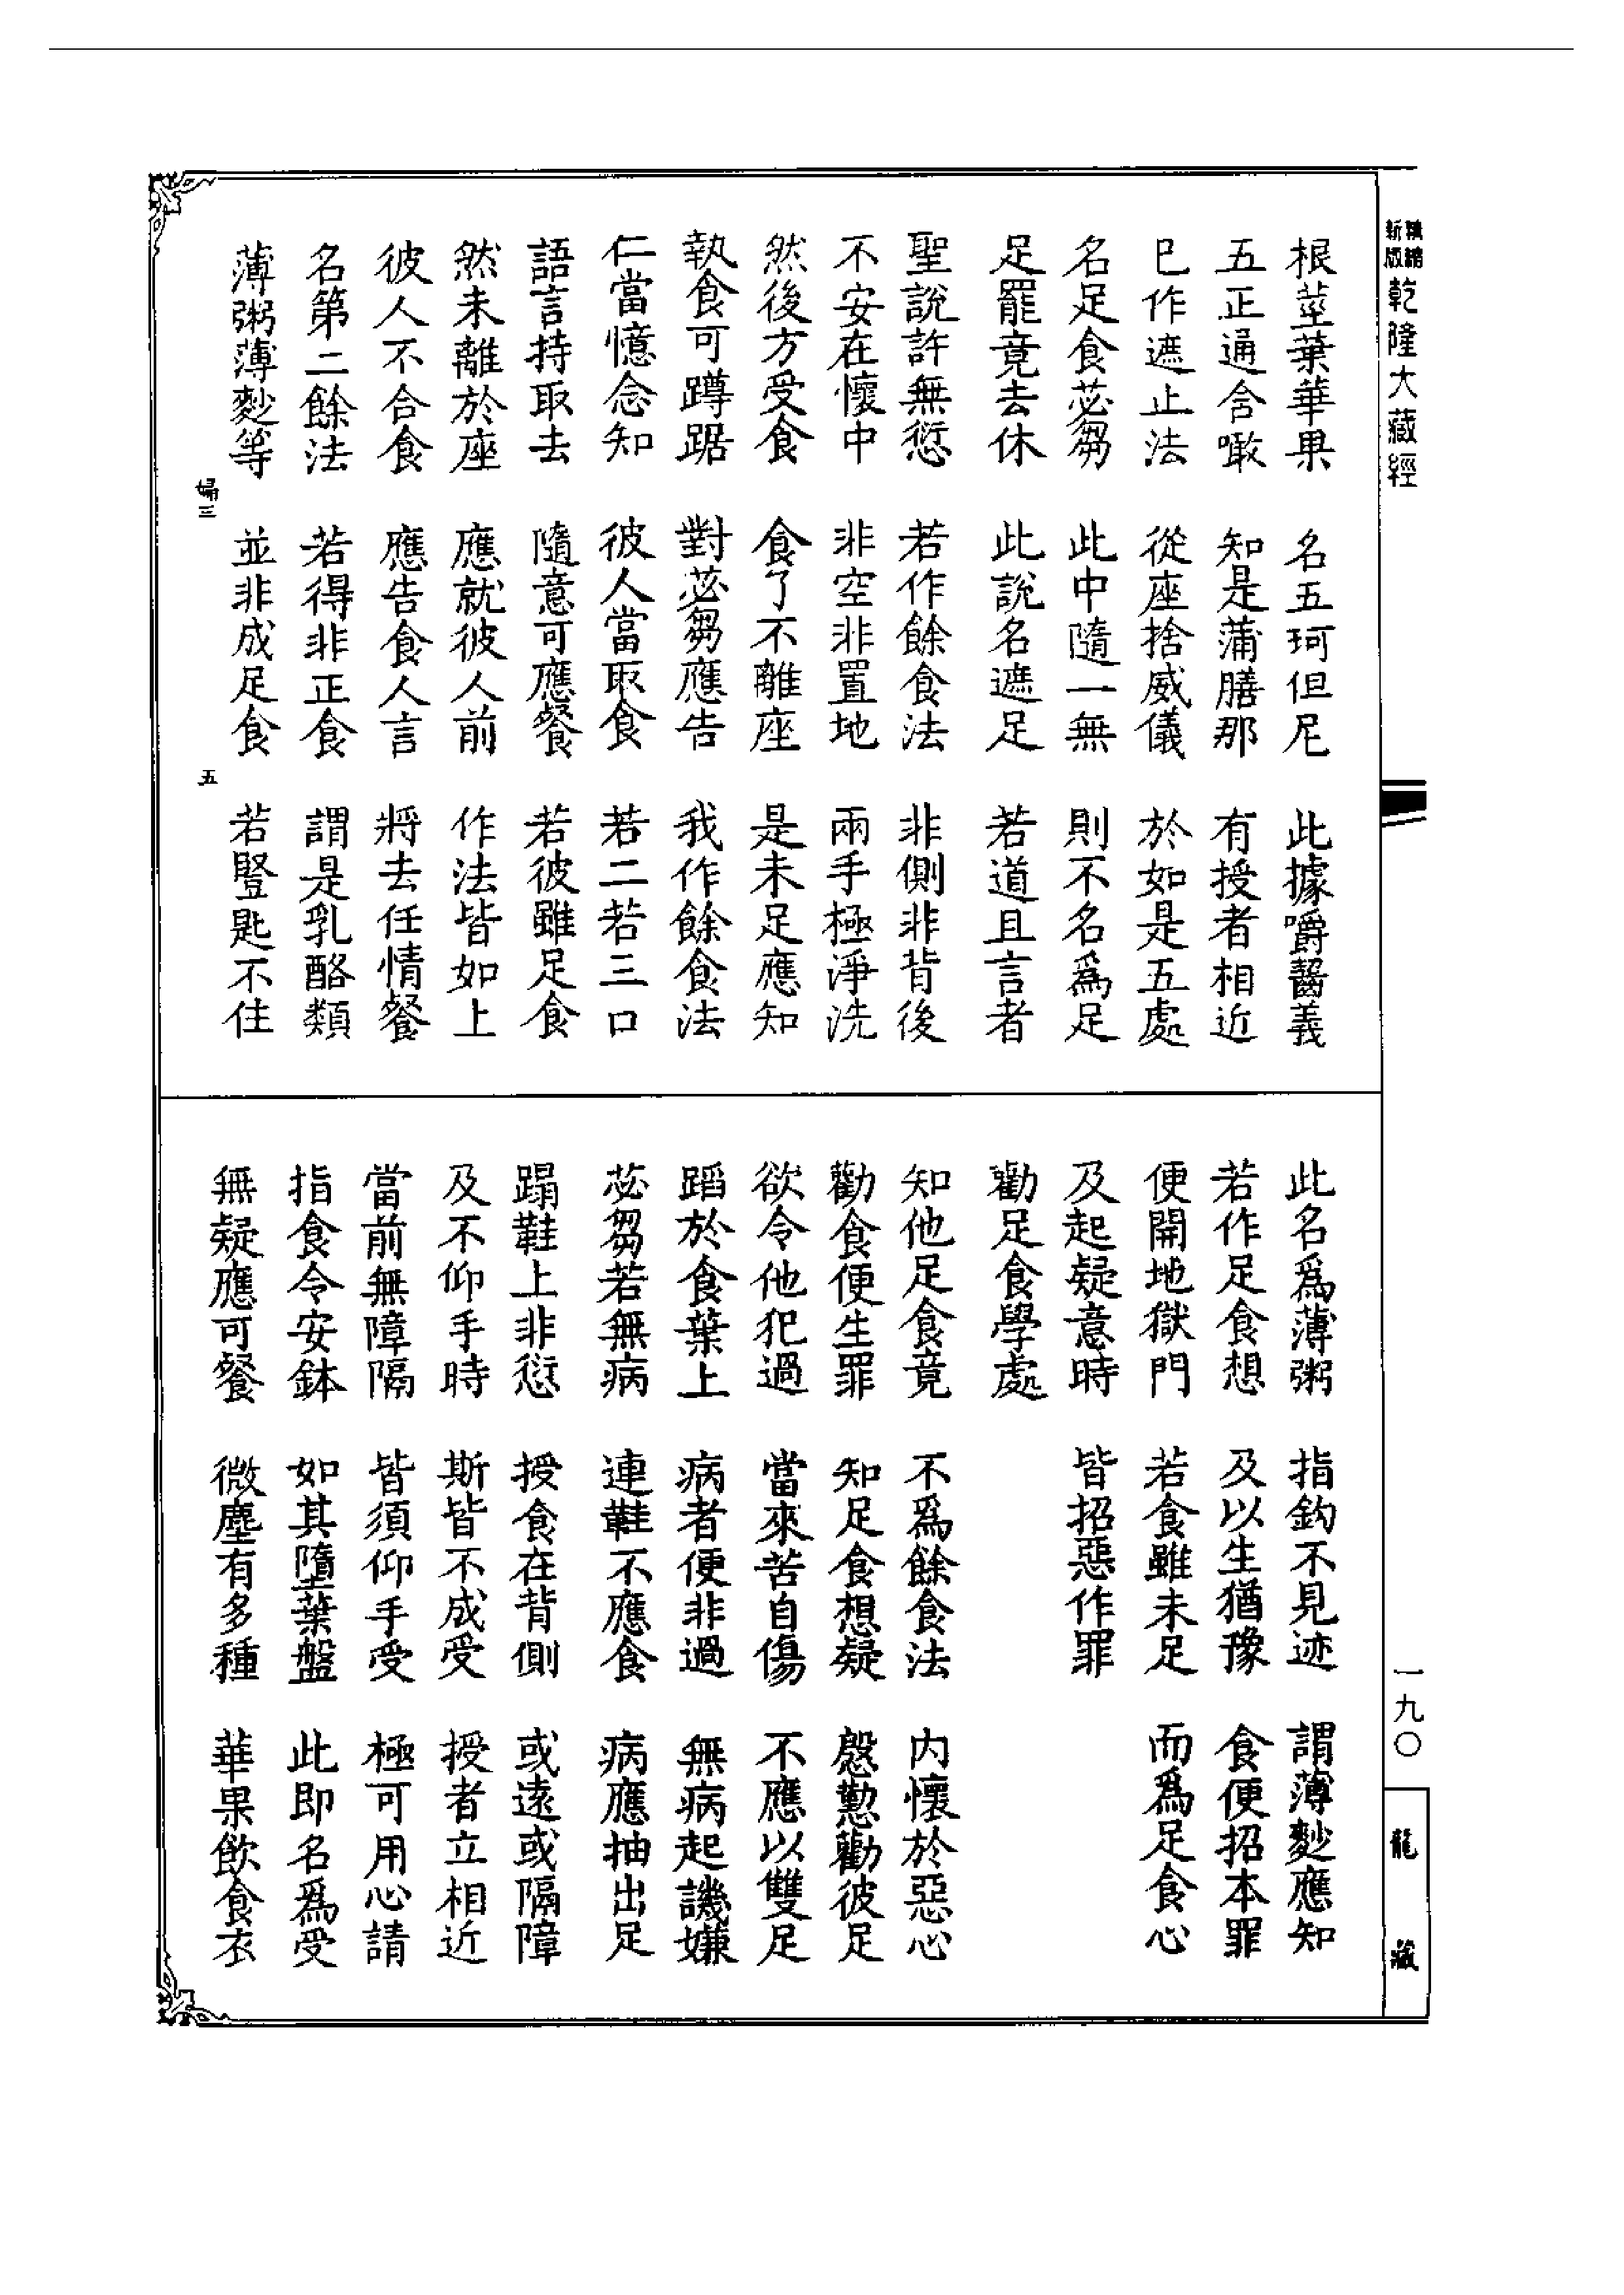 新版精縮乾隆大藏經
根莖葉華果　名五珂但尼　此據嚼齧義
五正通含噉　知是蒲膳那　有授者相近
已作遮止法　從座捨威儀　於如是五處
名足食苾芻　此中隨一無　則不名爲足
足罷竟去休　此說名遮足　若道且言者
聖說許無愆　若作餘食法　非側非背後
不安在懷中　非空非置地　兩手極淨洗
然後方受食　食了不離座　是未足應知
執食可蹲踞　對苾芻應告　我作餘食法
仁當憶念知　彼人當取食　若二若三口
語言持取去　隨意可應餐　若彼雖足食
然未離於座　應就彼人前　作法皆如上
彼人不合食　應告食人言　將去任情餐
名第二餘法　若得非正食　謂是乳酪類
薄粥薄麨等　並非成足食　若豎匙不住
婦三　五
此名爲薄粥　指鈎不見迹　謂薄麨應知
若作足食想　及以生猶豫　食便招本罪
便開地獄門　若食雖未足　而爲足食心
及起疑意時　皆招惡作罪
勸足食學處
知他足食竟　不爲餘食法　內懷於惡心
勸食便生罪　知足食想疑　慇懃勸彼足
欲令他犯過　當來苦自傷　不應以雙足
蹈於食葉上　病者便非過　無病起譏嫌
苾芻若無病　連鞋不應食　病應抽出足
蹋鞋上非愆　授食在背側　或遠或隔障
及不仰手時　斯皆不成受　授者立相近
當前無障隔　皆須仰手受　極可用心請
指食令安鉢　如其墮葉盤　此即名爲受
無疑應可餐　微塵有多種　華果飲食衣
一九〇
龍藏